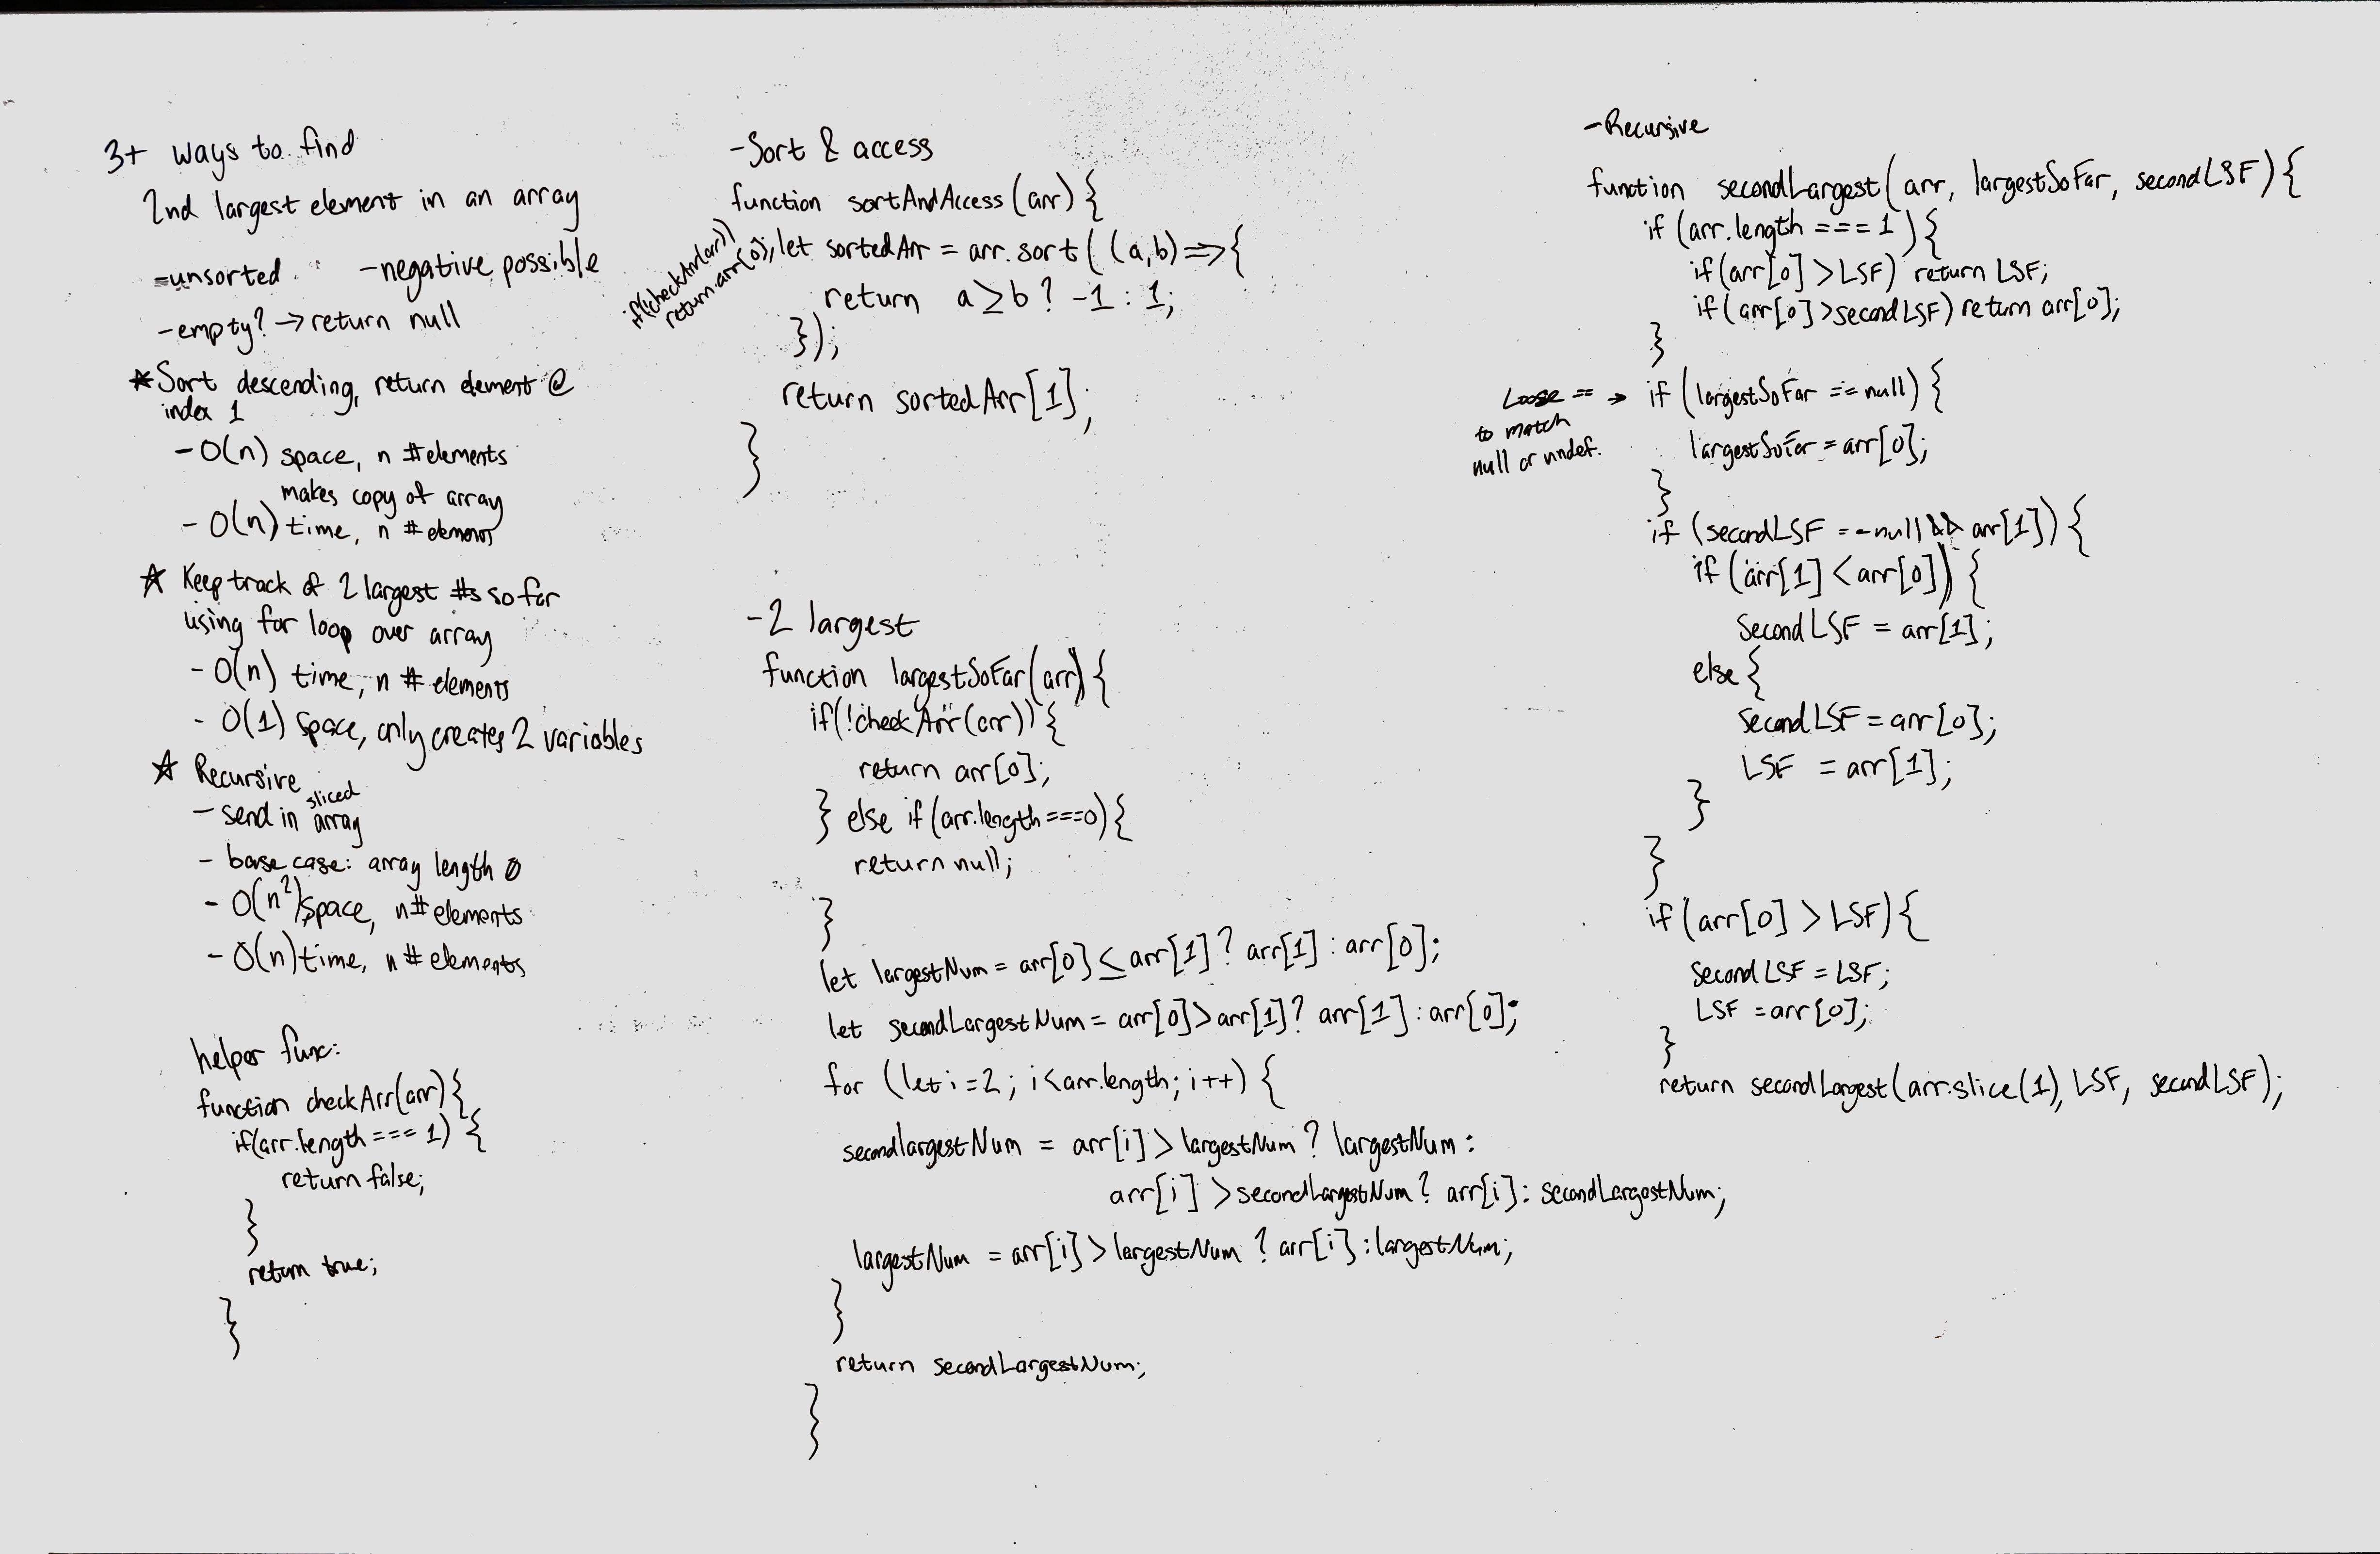 3+ ways to find
2nd largest element in an array
=unsorted -negative possible
-empty? → return null
*Sort descending, return element @
index 1
- O(n) space, n #elements
makes copy of array
- O(n) time, n # elements
☆ Keep track of 2 largest #s so far
using for loop over array
- O(n) time, n # elements
- O(1) space, only creates 2 variables
☆ Recursive
- send in sliced array
- base case: array length 0
- O(n²) space, n # elements
- O(n) time, n # elements
helper func:
function checkArr(arr){
if(arr.length === 1) {
return false;
}
return true;
}
-Sort & access
function sortAndAccess(arr) {
if(checkArr(arr))
return arr[0];
let sortedArr = arr.sort((a,b)=>{
return a≥b? -1 : 1;
});
return sortedArr[1];
}
-2 largest
function largestSoFar(arr) {
if(!checkArr(arr)) {
return arr[0];
} else if (arr.length===0) {
return null;
}
let largestNum = arr[0] ≤ arr[1] ? arr[1] : arr[0];
let secondLargestNum = arr[0] > arr[1] ? arr[1] : arr[0];
for (let i=2; i<arr.length; i++) {
secondlargestNum = arr[i] > largestNum ? largestNum :
arr[i] > secondLargestNum ? arr[i] : secondLargestNum;
largestNum = arr[i] > largestNum ? arr[i] : largestNum;
}
return secondLargestNum;
}
-Recursive
function secondLargest(arr, largestSoFar, secondLSF) {
if (arr.length === 1) {
if(arr[0] > LSF) return LSF;
if(arr[0] > secondLSF) return arr[0];
}
Loose == → if (largestSoFar == null) {
to match
null or undef.
largestSoFar = arr[0];
}
if (secondLSF == null && arr[1]) {
if (arr[1] < arr[0]) {
secondLSF = arr[1];
else {
secondLSF = arr[0];
LSF = arr[1];
}
}
if (arr[0] > LSF) {
secondLSF = LSF;
LSF = arr[0];
}
return secondLargest(arr.slice(1), LSF, secondLSF);